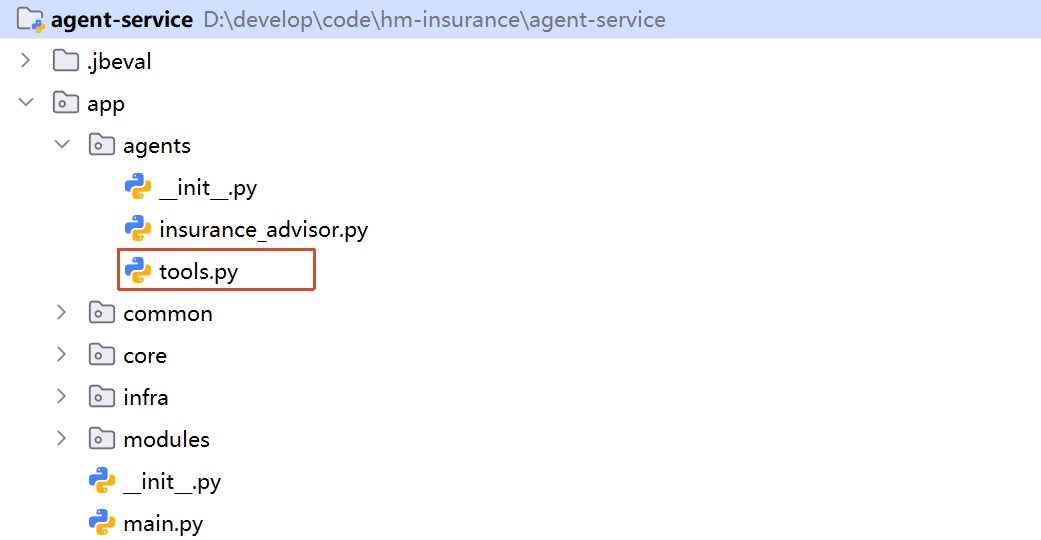 agent-service D:\develop\code\hm-insurance\agent-service
.jbeval
app
agents
__init__.py
insurance_advisor.py
tools.py
common
core
infra
modules
__init__.py
main.py